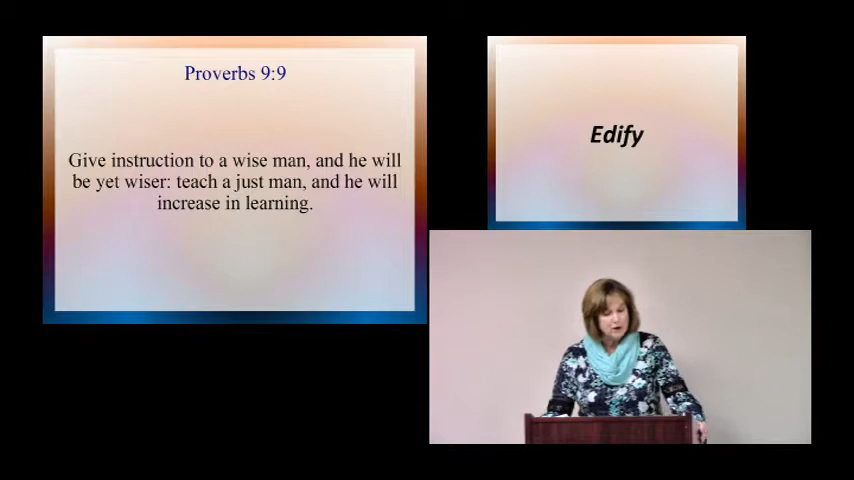 Proverbs 9:9
Give instruction to a wise man, and he will
be yet wiser: teach a just man, and he will
increase in learning.
Edify